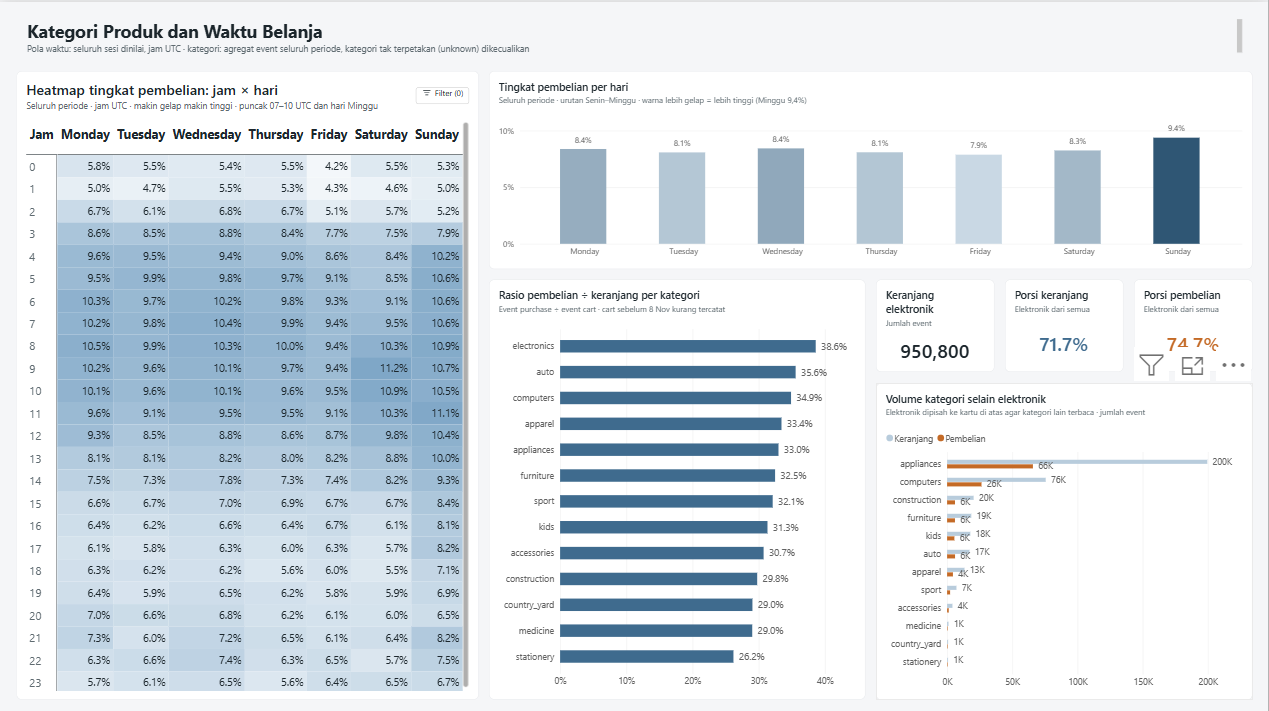 Kategori Produk dan Waktu Belanja
Pola waktu: seluruh sesi dinilai, jam UTC · kategori: agregat event seluruh periode, kategori tak terpetakan (unknown) dikecualikan
Heatmap tingkat pembelian: jam × hari
Filter (0)
Seluruh periode · jam UTC · makin gelap makin tinggi · puncak 07–10 UTC dan hari Minggu
Jam Monday Tuesday Wednesday Thursday Friday Saturday Sunday
0 5.8% 5.5% 5.4% 5.5% 4.2% 5.5% 5.3%
1 5.0% 4.7% 5.5% 5.3% 4.3% 4.6% 5.0%
2 6.7% 6.1% 6.8% 6.7% 5.1% 5.7% 5.2%
3 8.6% 8.5% 8.8% 8.4% 7.7% 7.5% 7.9%
4 9.6% 9.5% 9.4% 9.0% 8.6% 8.4% 10.2%
5 9.5% 9.9% 9.8% 9.7% 9.1% 8.5% 10.6%
6 10.3% 9.7% 10.2% 9.8% 9.3% 9.1% 10.6%
7 10.2% 9.8% 10.4% 9.9% 9.4% 9.5% 10.6%
8 10.5% 9.9% 10.3% 10.0% 9.4% 10.3% 10.9%
9 10.2% 9.6% 10.1% 9.7% 9.4% 11.2% 10.7%
10 10.1% 9.6% 10.1% 9.6% 9.5% 10.9% 10.5%
11 9.6% 9.1% 9.5% 9.5% 9.1% 10.3% 11.1%
12 9.3% 8.5% 8.8% 8.6% 8.7% 9.8% 10.4%
13 8.1% 8.1% 8.2% 8.0% 8.2% 8.8% 10.0%
14 7.5% 7.3% 7.8% 7.3% 7.4% 8.2% 9.3%
15 6.6% 6.7% 7.0% 6.9% 6.7% 6.7% 8.4%
16 6.4% 6.2% 6.6% 6.4% 6.7% 6.1% 8.1%
17 6.1% 5.8% 6.3% 6.0% 6.3% 5.7% 8.2%
18 6.3% 6.2% 6.2% 5.6% 6.0% 5.5% 7.1%
19 6.4% 5.9% 6.5% 6.2% 5.8% 5.9% 6.9%
20 7.0% 6.6% 6.8% 6.2% 6.1% 6.0% 6.5%
21 7.3% 6.0% 7.2% 6.5% 6.1% 6.4% 8.2%
22 6.3% 6.6% 7.4% 6.3% 6.5% 5.7% 7.5%
23 5.7% 6.1% 6.5% 5.6% 6.4% 6.5% 6.7%
Tingkat pembelian per hari
Seluruh periode · urutan Senin–Minggu · warna lebih gelap = lebih tinggi (Minggu 9,4%)
10%
5%
0%
8.4% 8.1% 8.4% 8.1% 7.9% 8.3% 9.4%
Monday Tuesday Wednesday Thursday Friday Saturday Sunday
Rasio pembelian ÷ keranjang per kategori
Event purchase ÷ event cart · cart sebelum 8 Nov kurang tercatat
electronics 38.6%
auto 35.6%
computers 34.9%
apparel 33.4%
appliances 33.0%
furniture 32.5%
sport 32.1%
kids 31.3%
accessories 30.7%
construction 29.8%
country_yard 29.0%
medicine 29.0%
stationery 26.2%
0% 10% 20% 30% 40%
Keranjang
elektronik
Jumlah event
950,800
Porsi keranjang
Elektronik dari semua
71.7%
Porsi pembelian
Elektronik dari semua
74.7%
Volume kategori selain elektronik
Elektronik dipisah ke kartu di atas agar kategori lain terbaca · jumlah event
Keranjang Pembelian
appliances 200K 66K
computers 76K 26K
construction 20K 6K
furniture 19K 6K
kids 18K 6K
auto 17K 6K
apparel 13K 4K
sport 7K
accessories 4K
medicine 1K
country_yard 1K
stationery 1K
0K 50K 100K 150K 200K